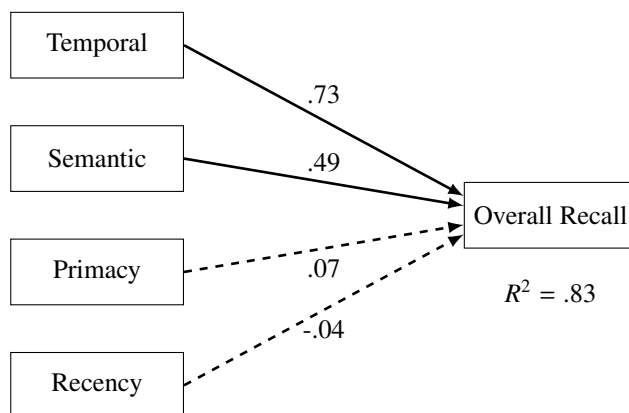 Temporal
.73
Semantic
.49
Overall Recall
Primacy
.07
R² = .83
-.04
Recency